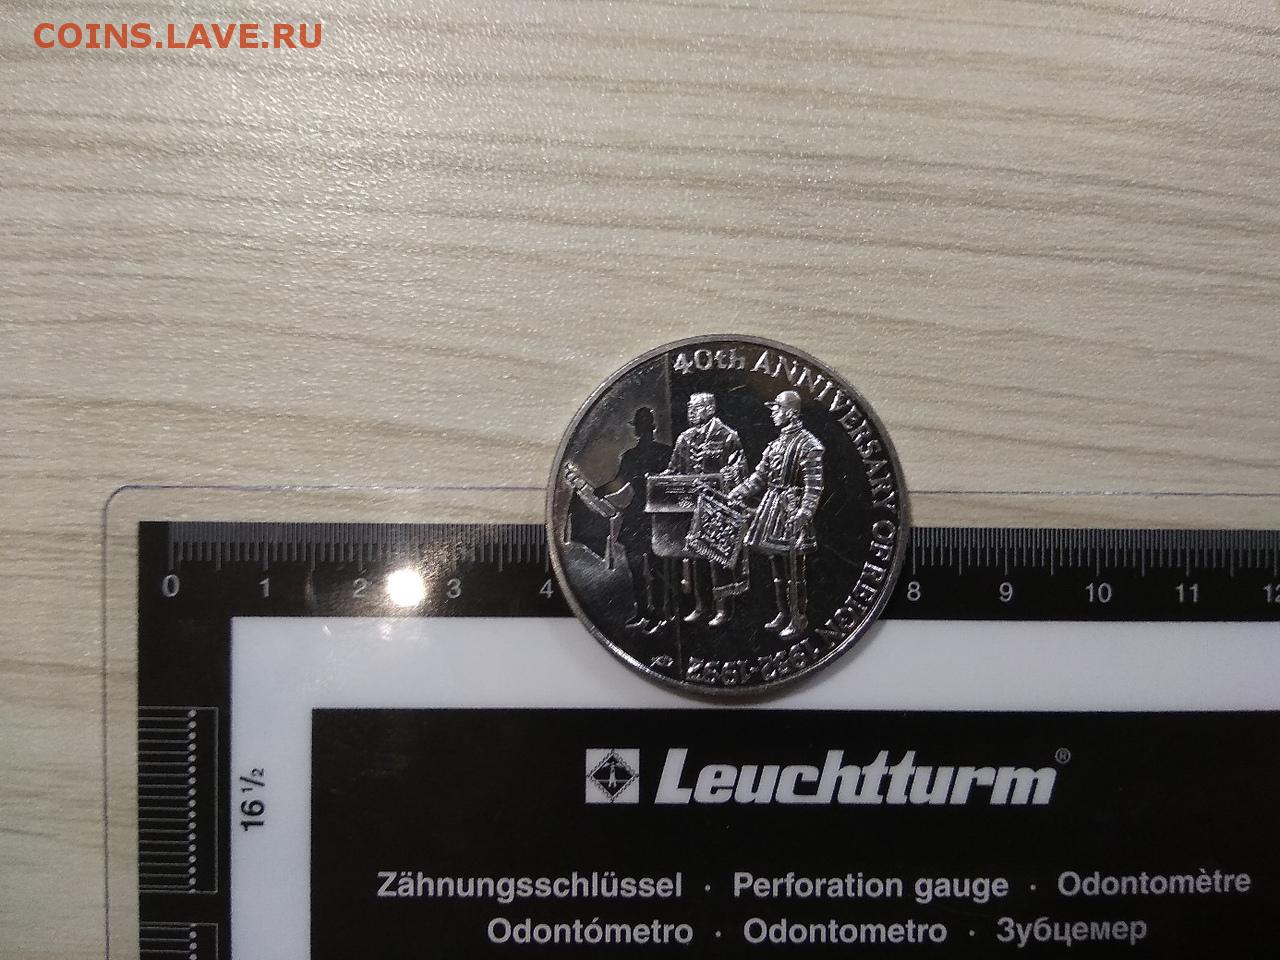 COINS.LAVE.RU
40th ANNIVERSARY OF REIGN 1952-1992
0 1 2 3 4 8 9 10 11 12
16 ½
Leuchtturm®
Zähnungsschlüssel · Perforation gauge · Odontomètre
Odontómetro · Odontometro · Зубцемер